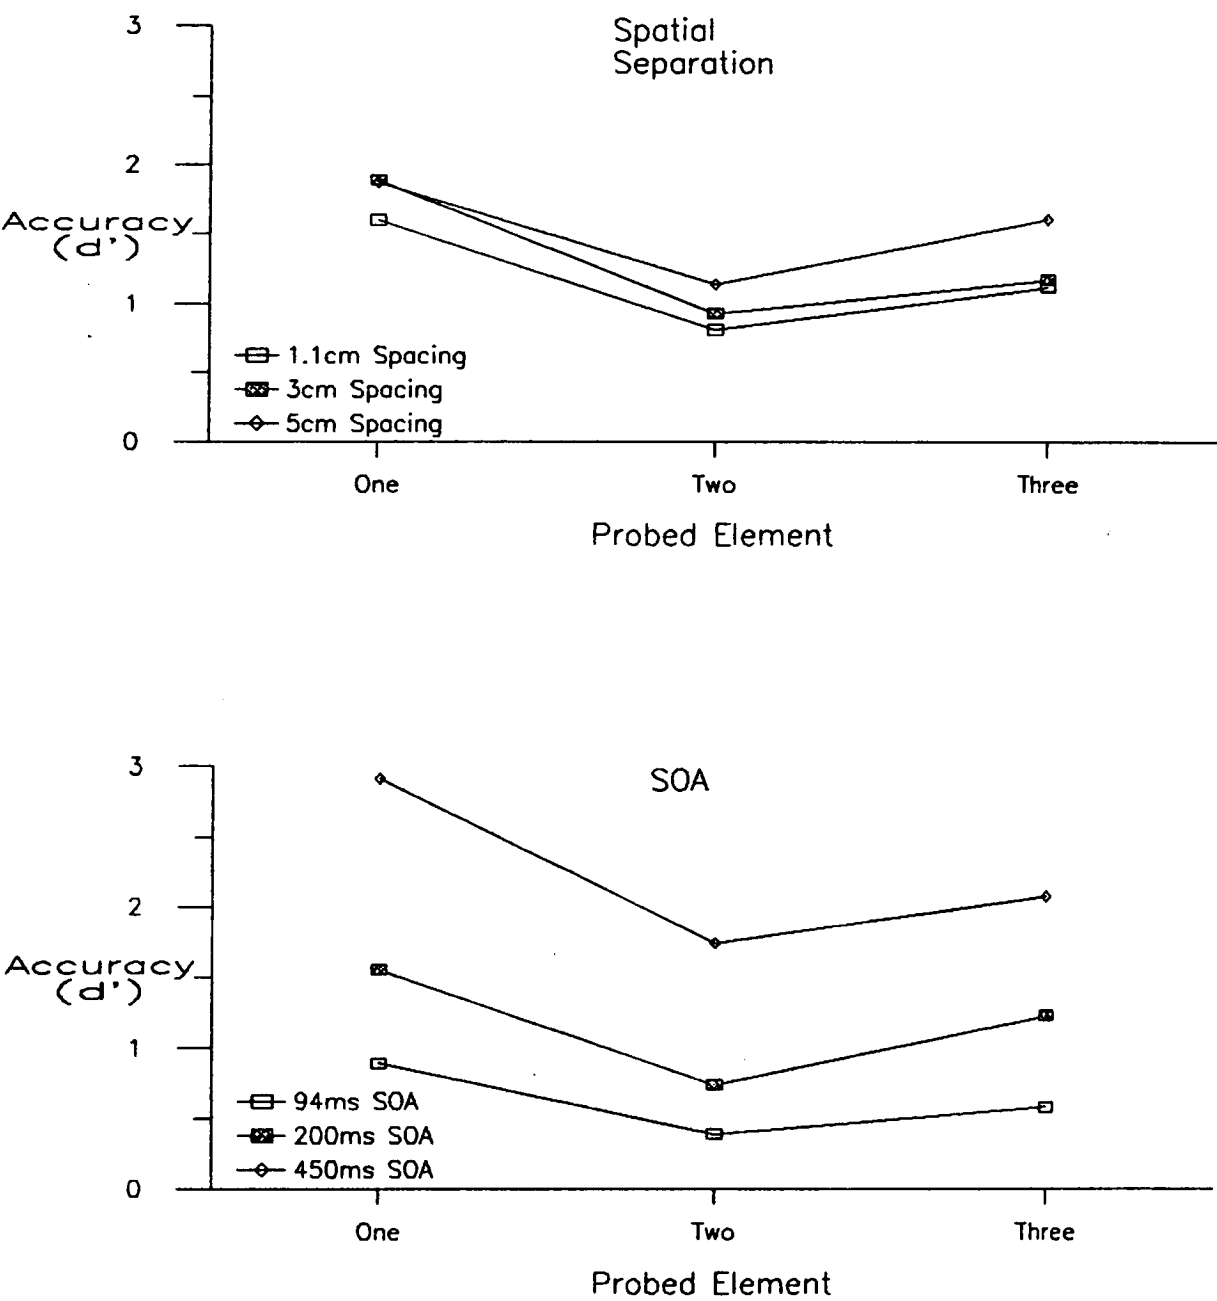 Spatial
Separation
3
2
Accuracy
(d')
1
0
1.1cm Spacing
3cm Spacing
5cm Spacing
One Two Three
Probed Element
SOA
3
2
Accuracy
(d')
1
0
94ms SOA
200ms SOA
450ms SOA
One Two Three
Probed Element